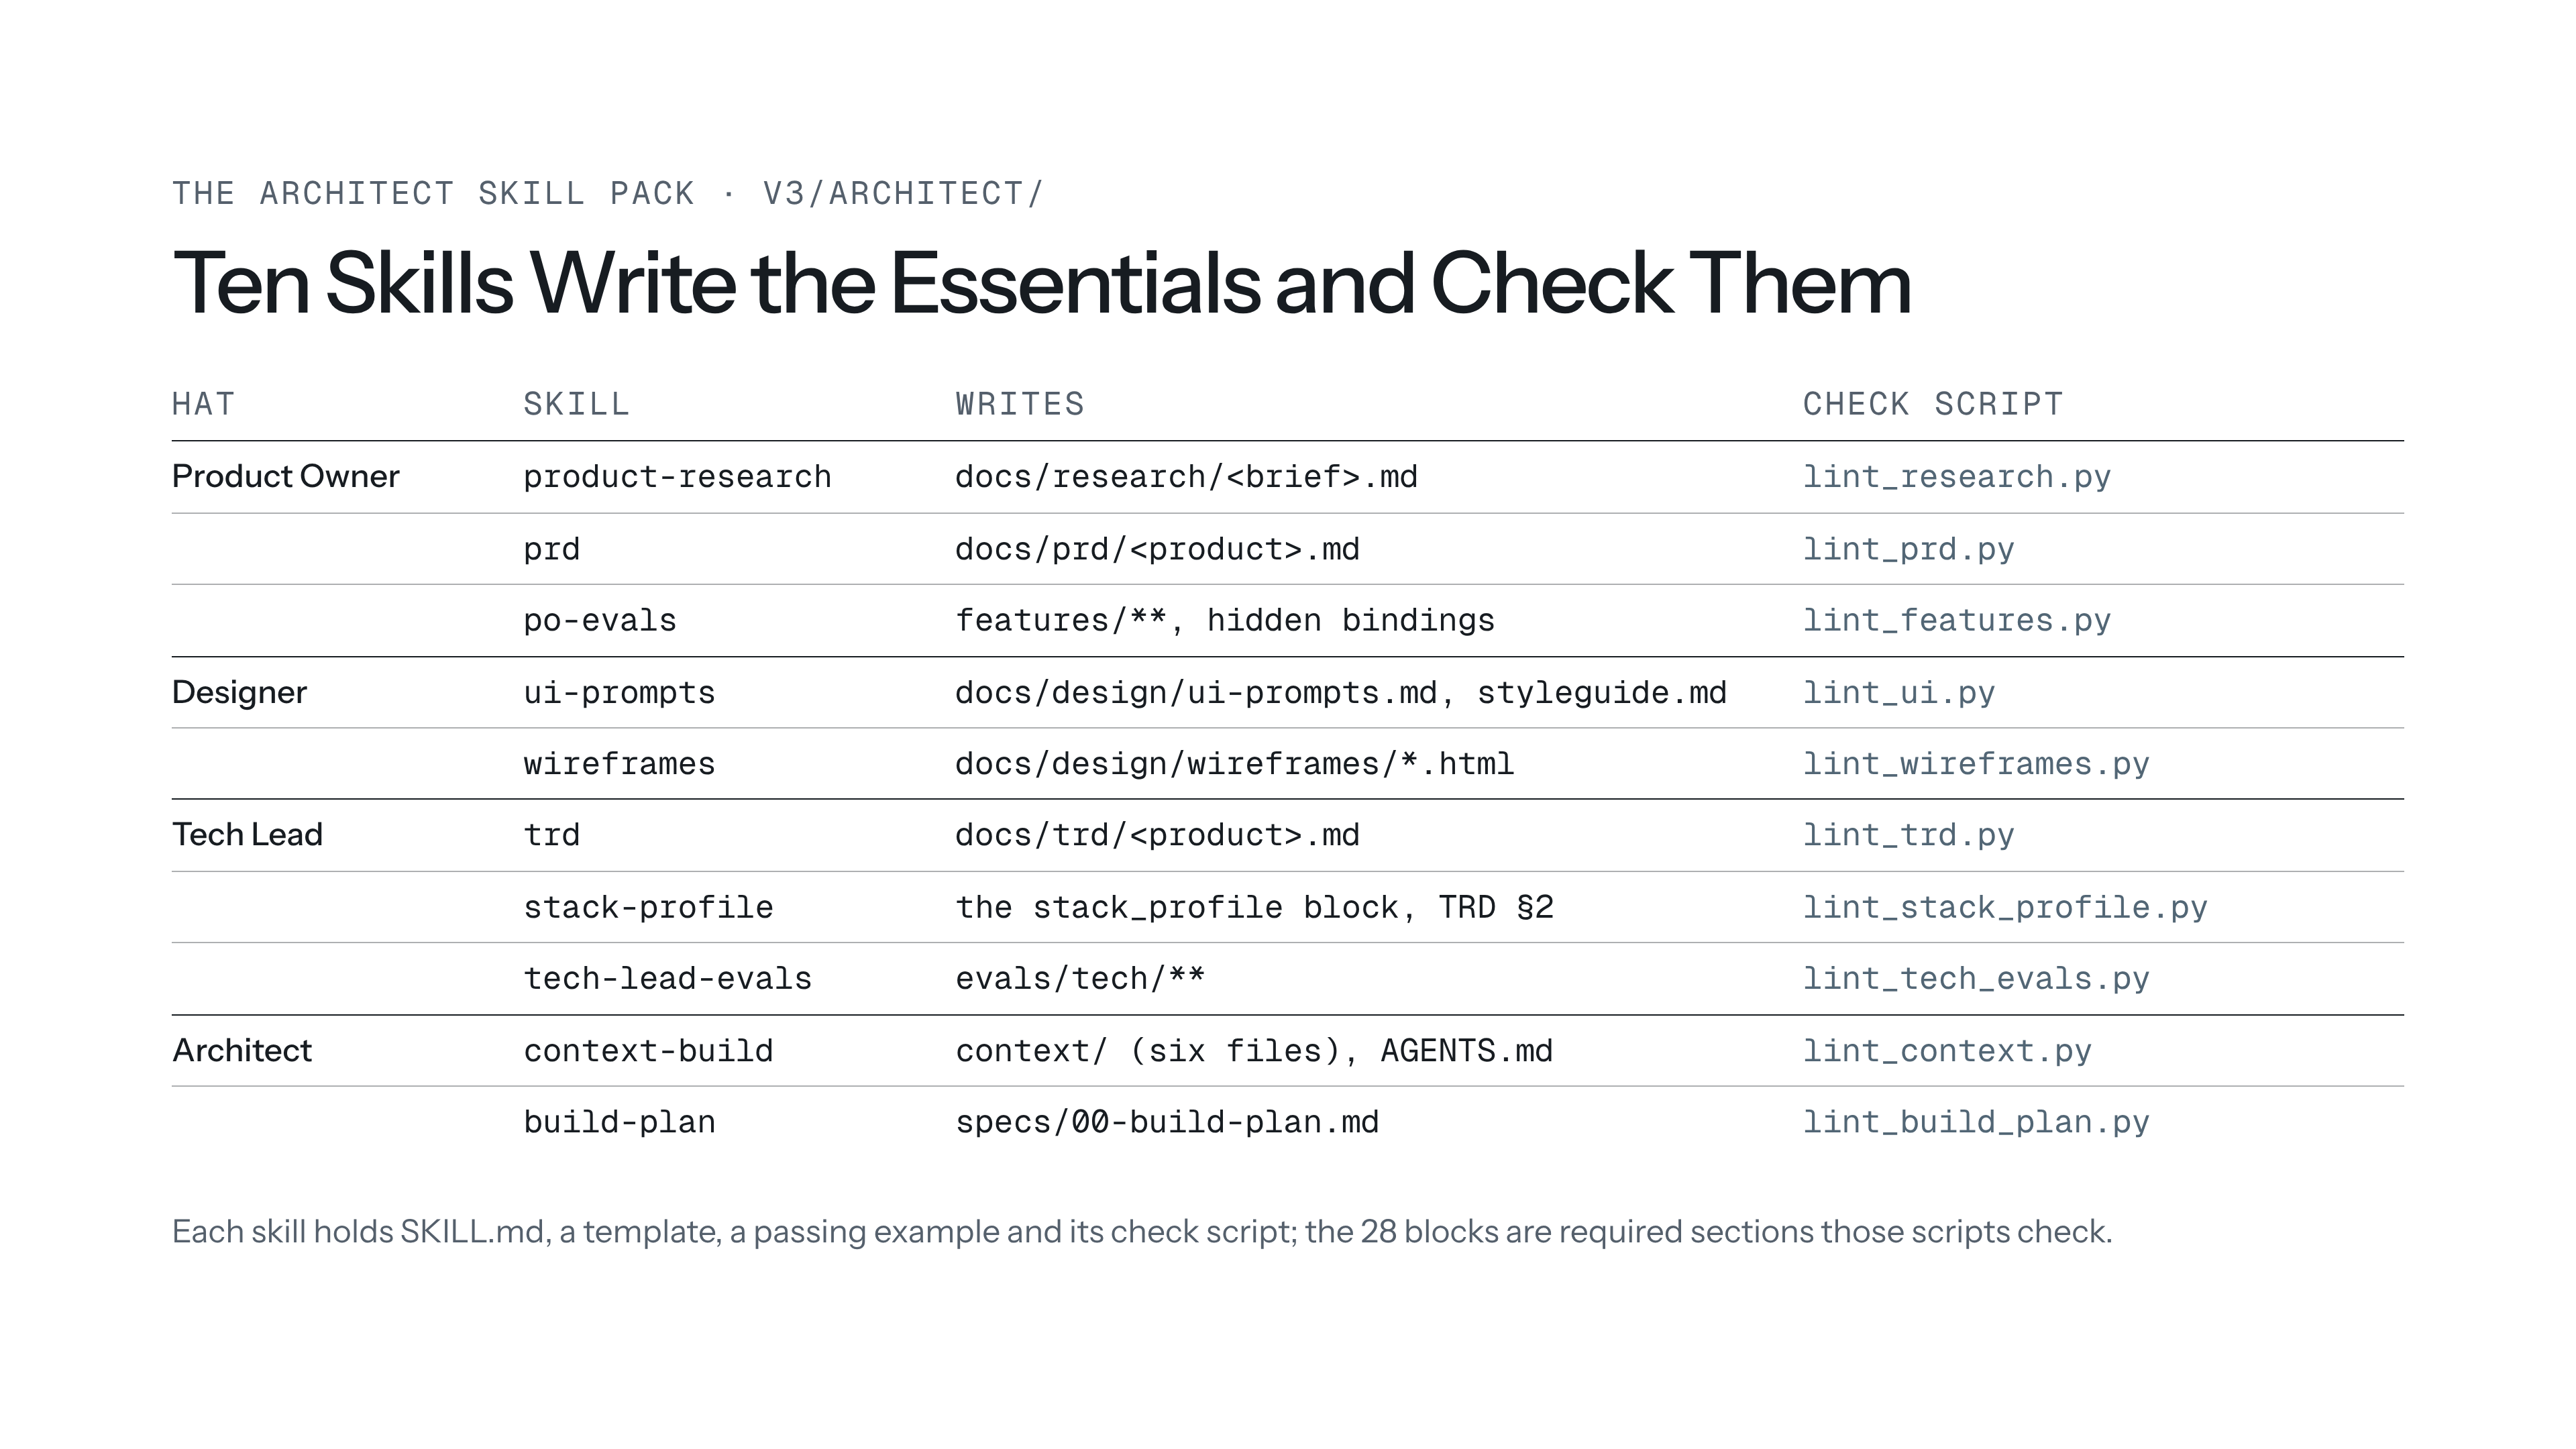 THE ARCHITECT SKILL PACK · V3/ARCHITECT/
Ten Skills Write the Essentials and Check Them
HAT SKILL WRITES CHECK SCRIPT
Product Owner product-research docs/research/<brief>.md lint_research.py
prd docs/prd/<product>.md lint_prd.py
po-evals features/**, hidden bindings lint_features.py
Designer ui-prompts docs/design/ui-prompts.md, styleguide.md lint_ui.py
wireframes docs/design/wireframes/*.html lint_wireframes.py
Tech Lead trd docs/trd/<product>.md lint_trd.py
stack-profile the stack_profile block, TRD §2 lint_stack_profile.py
tech-lead-evals evals/tech/** lint_tech_evals.py
Architect context-build context/ (six files), AGENTS.md lint_context.py
build-plan specs/00-build-plan.md lint_build_plan.py
Each skill holds SKILL.md, a template, a passing example and its check script; the 28 blocks are required sections those scripts check.